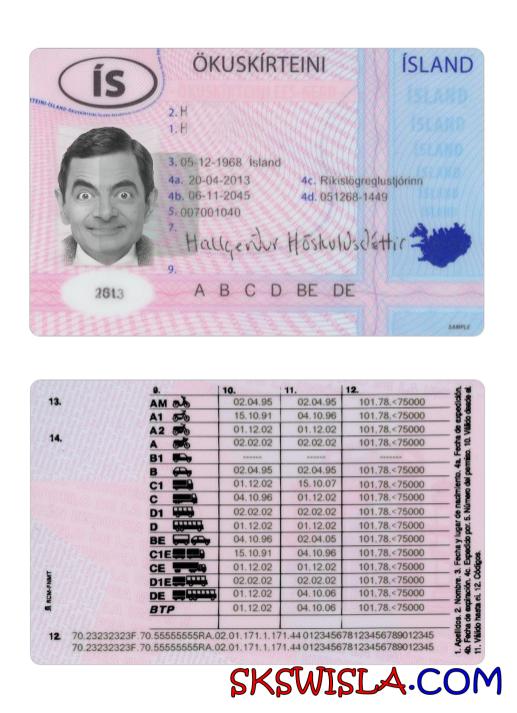 ÖKUSKÍRTEINI ÍSLAND
ÍS
2. H
1. H
3. 05-12-1968 Ísland
4a. 20-04-2013 4c. Ríkislögreglustjórinn
4b. 06-11-2045 4d. 051268-1449
5. 007001040
7.
Hallgerður Höskuldsdóttir
9.
A B C D BE DE
2013
SAMPLE
9. 10. 11. 12.
13.
AM 02.04.95 02.04.95 101.78.<75000
A1 15.10.91 04.10.96 101.78.<75000
A2 01.12.02 01.12.02 101.78.<75000
14.
A 02.02.02 02.02.02 101.78.<75000
B1 ------ ------ ------
B 02.04.95 02.04.95 101.78.<75000
C1 01.12.02 15.10.07 101.78.<75000
C 04.10.96 01.12.02 101.78.<75000
D1 02.02.02 02.02.02 101.78.<75000
D 01.12.02 01.12.02 101.78.<75000
BE 04.10.96 02.04.05 101.78.<75000
C1E 15.10.91 04.10.96 101.78.<75000
CE 01.12.02 01.12.02 101.78.<75000
D1E 02.02.02 02.02.02 101.78.<75000
DE 01.12.02 04.10.06 101.78.<75000
BTP 01.12.02 04.10.06 101.78.<75000
RCM-FNMT
1. Apellidos. 2. Nombre. 3. Fecha y lugar de nacimiento. 4a. Fecha de expedición.
4b. Fecha de expiración. 4c. Expedido por. 5. Número del permiso. 10. Válido desde el.
11. Válido hasta el. 12. Códigos.
12. 70.23232323F.70.55555555RA.02.01.171.1.171.44 012345678123456789012345
70.23232323F.70.55555555RA.02.01.171.1.171.44 012345678123456789012345
SKSWISLA.COM